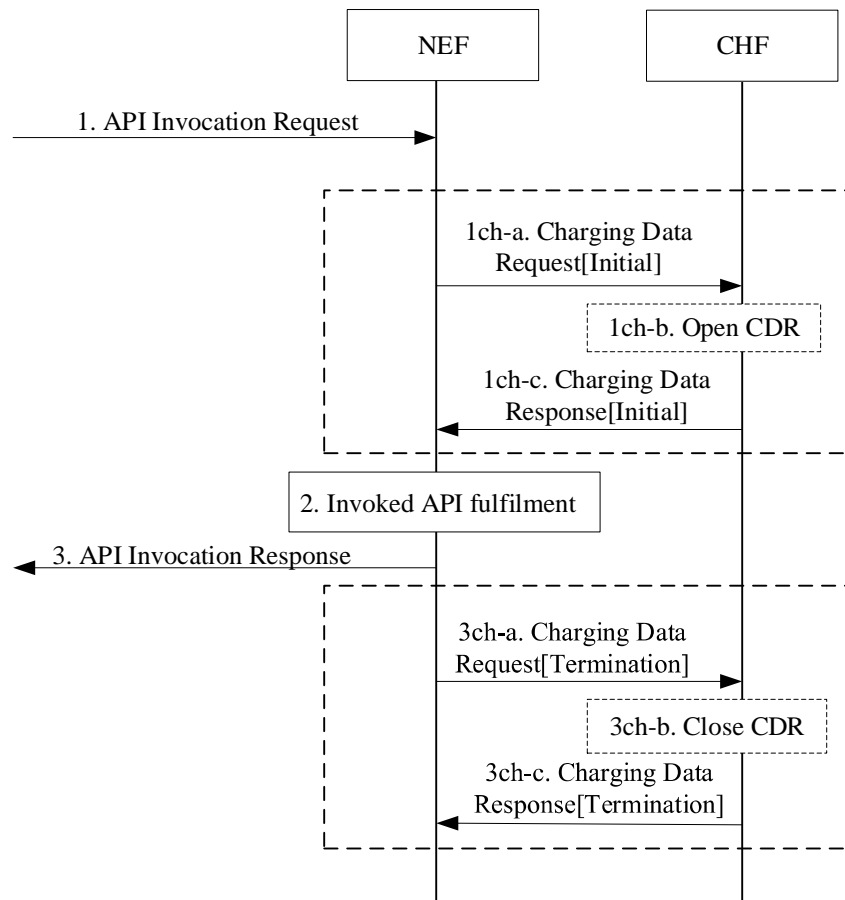 NEF
CHF
1. API Invocation Request
1ch-a. Charging Data
Request[Initial]
1ch-b. Open CDR
1ch-c. Charging Data
Response[Initial]
2. Invoked API fulfilment
3. API Invocation Response
3ch-a. Charging Data
Request[Termination]
3ch-b. Close CDR
3ch-c. Charging Data
Response[Termination]